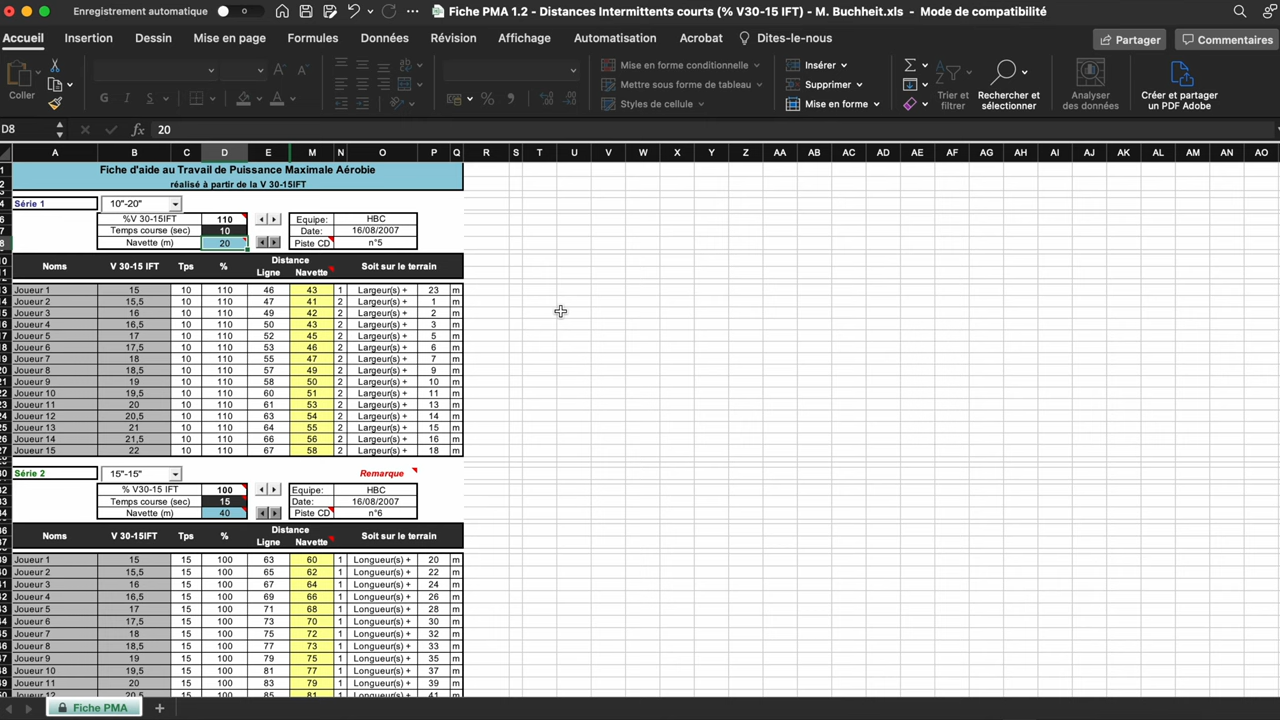 Enregistrement automatique Fiche PMA 1.2 - Distances Intermittents courts (% V30-15 IFT) - M. Buchheit.xls - Mode de compatibilité
Accueil Insertion Dessin Mise en page Formules Données Révision Affichage Automatisation Acrobat Dites-le-nous Partager Commentaires
Coller G I S Mise en forme conditionnelle Mettre sous forme de tableau Styles de cellule Insérer Supprimer Mise en forme Trier et filtrer Rechercher et sélectionner Analyser des données Créer et partager un PDF Adobe
D8 fx 20
A B C D E M N O P Q R S T U V W X Y Z AA AB AC AD AE AF AG AH AI AJ AK AL AM AN AO
Fiche d'aide au Travail de Puissance Maximale Aérobie
réalisé à partir de la V 30-15IFT
Série 1 10"-20"
%V 30-15IFT 110 Equipe: HBC
Temps course (sec) 10 Date: 16/08/2007
Navette (m) 20 Piste CD n°5
Noms V 30-15 IFT Tps % Distance Soit sur le terrain
Ligne Navette
Joueur 1 15 10 110 46 43 1 Largeur(s) + 23 m
Joueur 2 15,5 10 110 47 41 2 Largeur(s) + 1 m
Joueur 3 16 10 110 49 42 2 Largeur(s) + 2 m
Joueur 4 16,5 10 110 50 43 2 Largeur(s) + 3 m
Joueur 5 17 10 110 52 45 2 Largeur(s) + 5 m
Joueur 6 17,5 10 110 53 46 2 Largeur(s) + 6 m
Joueur 7 18 10 110 55 47 2 Largeur(s) + 7 m
Joueur 8 18,5 10 110 57 49 2 Largeur(s) + 9 m
Joueur 9 19 10 110 58 50 2 Largeur(s) + 10 m
Joueur 10 19,5 10 110 60 51 2 Largeur(s) + 11 m
Joueur 11 20 10 110 61 53 2 Largeur(s) + 13 m
Joueur 12 20,5 10 110 63 54 2 Largeur(s) + 14 m
Joueur 13 21 10 110 64 55 2 Largeur(s) + 15 m
Joueur 14 21,5 10 110 66 56 2 Largeur(s) + 16 m
Joueur 15 22 10 110 67 58 2 Largeur(s) + 18 m
Série 2 15"-15" Remarque
% V30-15 IFT 100 Equipe: HBC
Temps course (sec) 15 Date: 16/08/2007
Navette (m) 40 Piste CD n°6
Noms V 30-15IFT Tps % Distance Soit sur le terrain
Ligne Navette
Joueur 1 15 15 100 63 60 1 Longueur(s) + 20 m
Joueur 2 15,5 15 100 65 62 1 Longueur(s) + 22 m
Joueur 3 16 15 100 67 64 1 Longueur(s) + 24 m
Joueur 4 16,5 15 100 69 66 1 Longueur(s) + 26 m
Joueur 5 17 15 100 71 68 1 Longueur(s) + 28 m
Joueur 6 17,5 15 100 73 70 1 Longueur(s) + 30 m
Joueur 7 18 15 100 75 72 1 Longueur(s) + 32 m
Joueur 8 18,5 15 100 77 73 1 Longueur(s) + 33 m
Joueur 9 19 15 100 79 75 1 Longueur(s) + 35 m
Joueur 10 19,5 15 100 81 77 1 Longueur(s) + 37 m
Joueur 11 20 15 100 83 79 1 Longueur(s) + 39 m
Joueur 12 20,5 15 100 85 81 1 Longueur(s) + 41 m
Fiche PMA